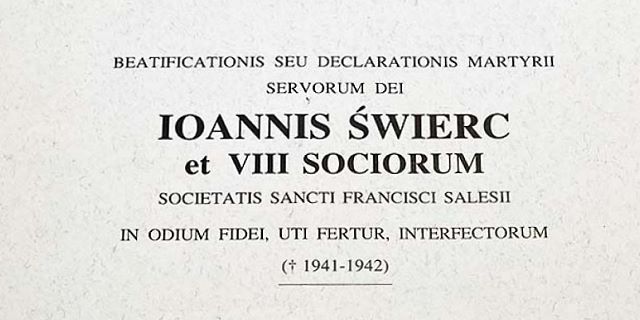 BEATIFICATIONIS SEU DECLARATIONIS MARTYRII
SERVORUM DEI
IOANNIS ŚWIERC
et VIII SOCIORUM
SOCIETATIS SANCTI FRANCISCI SALESII
IN ODIUM FIDEI, UTI FERTUR, INTERFECTORUM
(† 1941-1942)